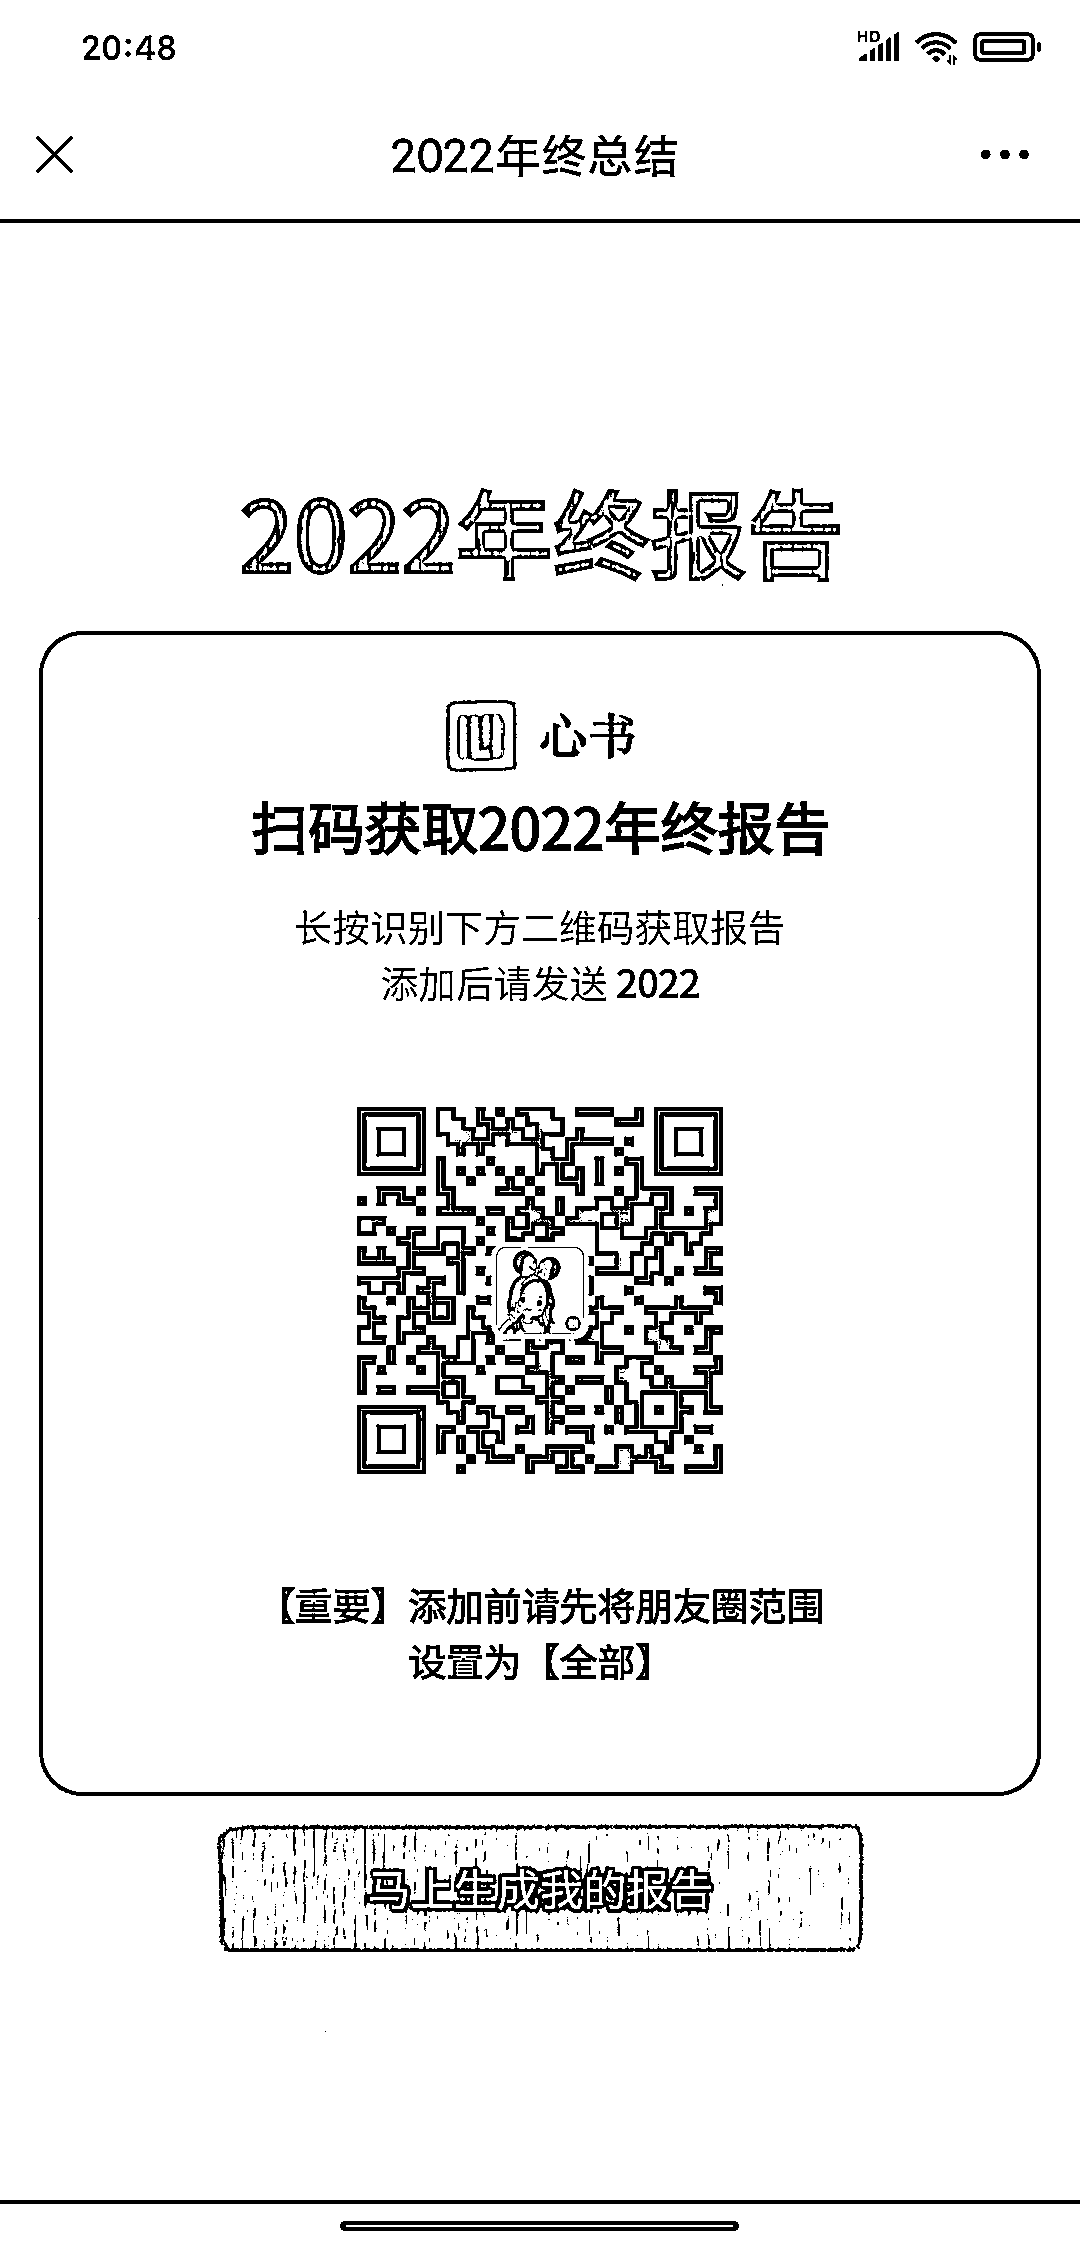 20:48
HD
2022年终总结
2022年终报告
心书
扫码获取2022年终报告
长按识别下方二维码获取报告
添加后请发送 2022
【重要】添加前请先将朋友圈范围
设置为【全部】
马上生成我的报告